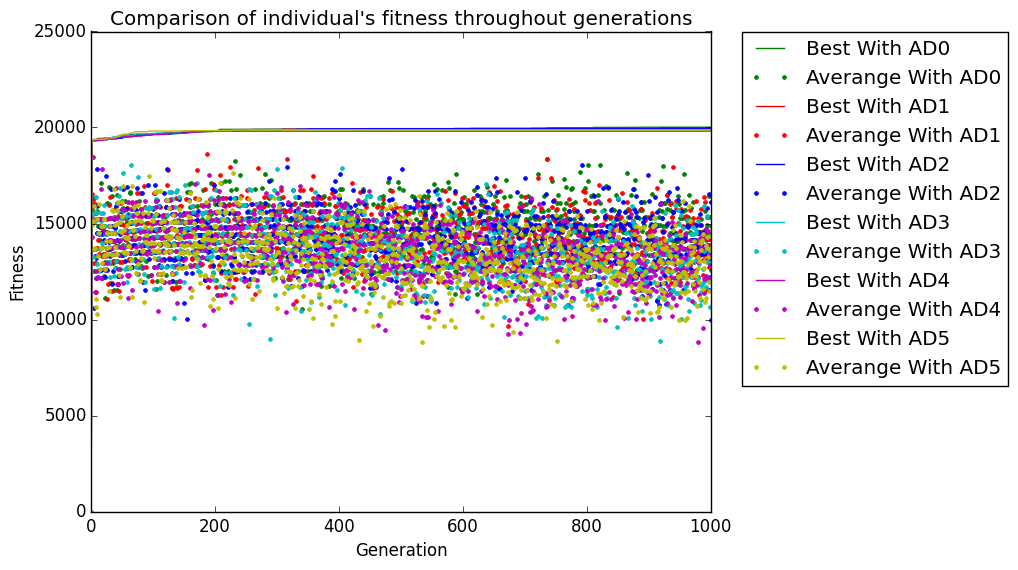 Comparison of individual's fitness throughout generations
25000
20000
15000
10000
5000
0
Fitness
0 200 400 600 800 1000
Generation
Best With AD0
Averange With AD0
Best With AD1
Averange With AD1
Best With AD2
Averange With AD2
Best With AD3
Averange With AD3
Best With AD4
Averange With AD4
Best With AD5
Averange With AD5